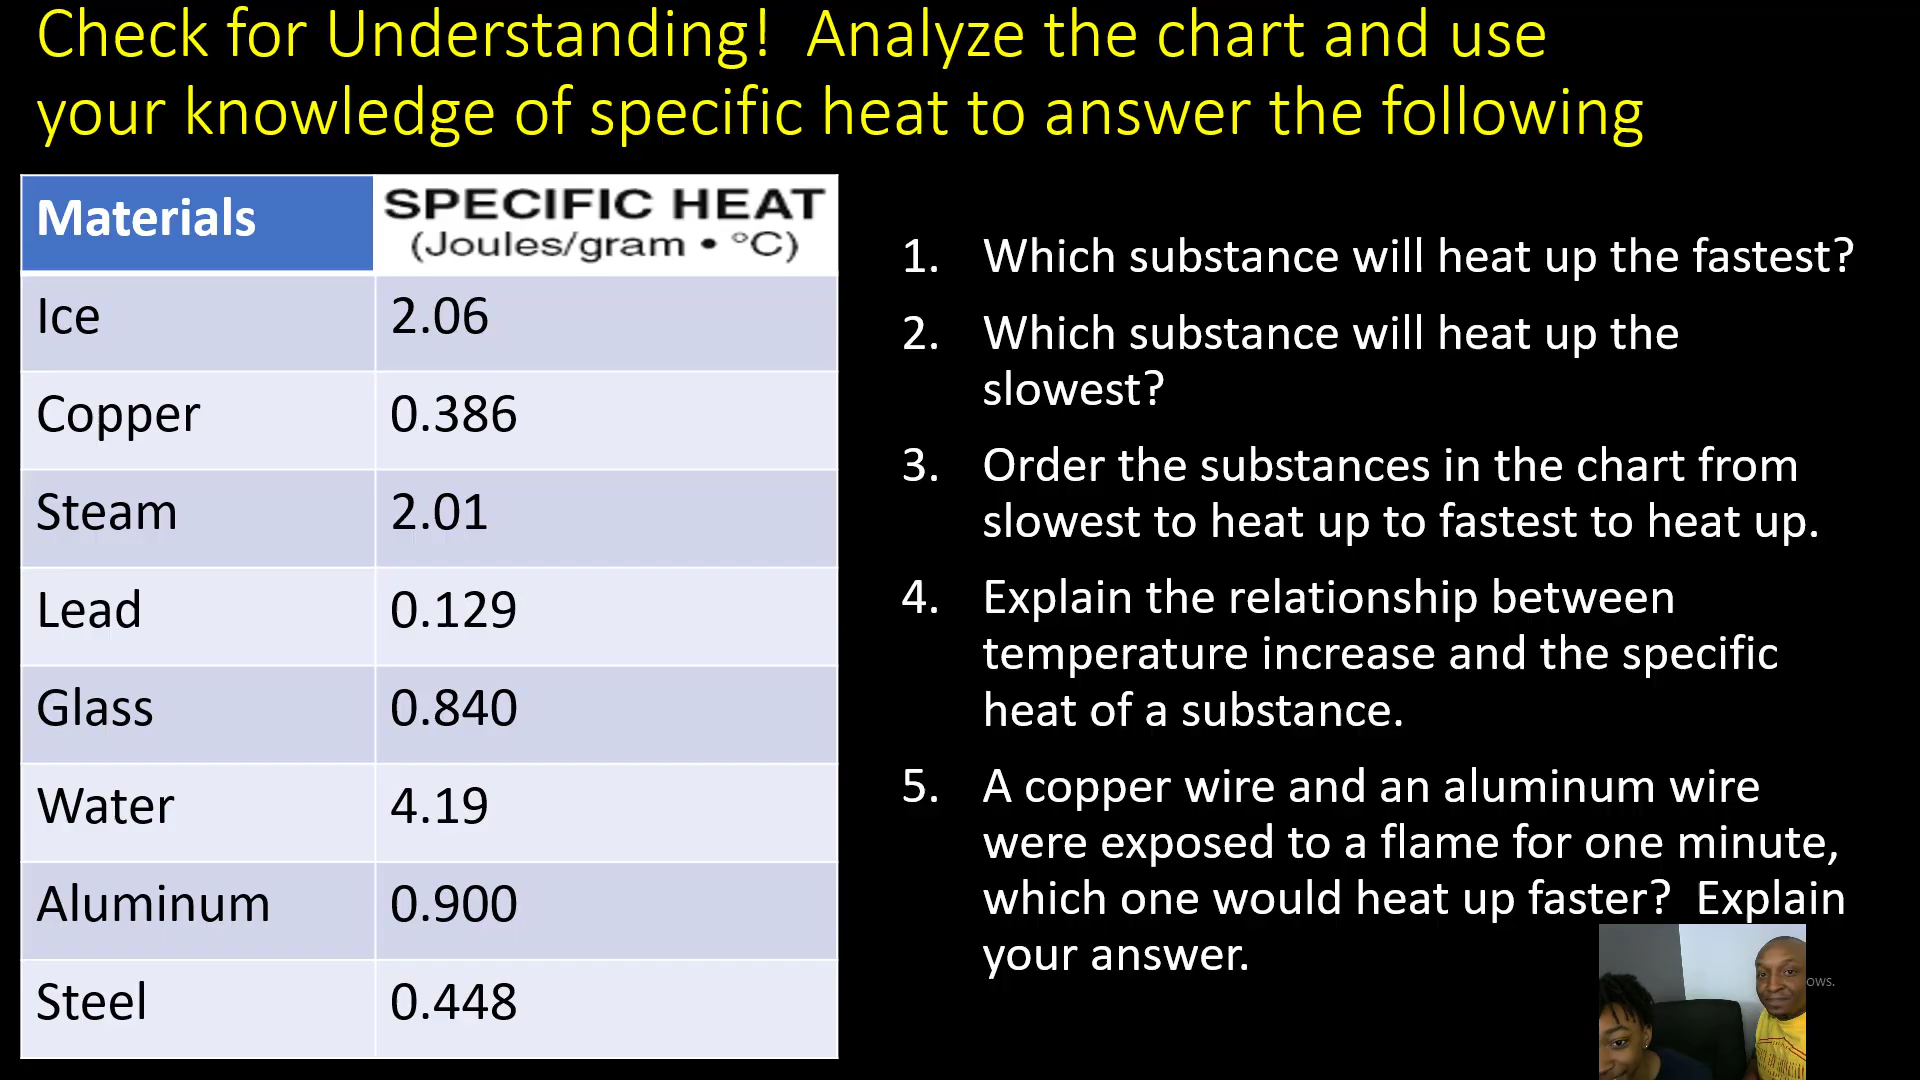 Check for Understanding!  Analyze the chart and use
your knowledge of specific heat to answer the following
Materials
SPECIFIC HEAT
(Joules/gram • °C)
Ice 2.06
Copper 0.386
Steam 2.01
Lead 0.129
Glass 0.840
Water 4.19
Aluminum 0.900
Steel 0.448
1. Which substance will heat up the fastest?
2. Which substance will heat up the
slowest?
3. Order the substances in the chart from
slowest to heat up to fastest to heat up.
4. Explain the relationship between
temperature increase and the specific
heat of a substance.
5. A copper wire and an aluminum wire
were exposed to a flame for one minute,
which one would heat up faster?  Explain
your answer.